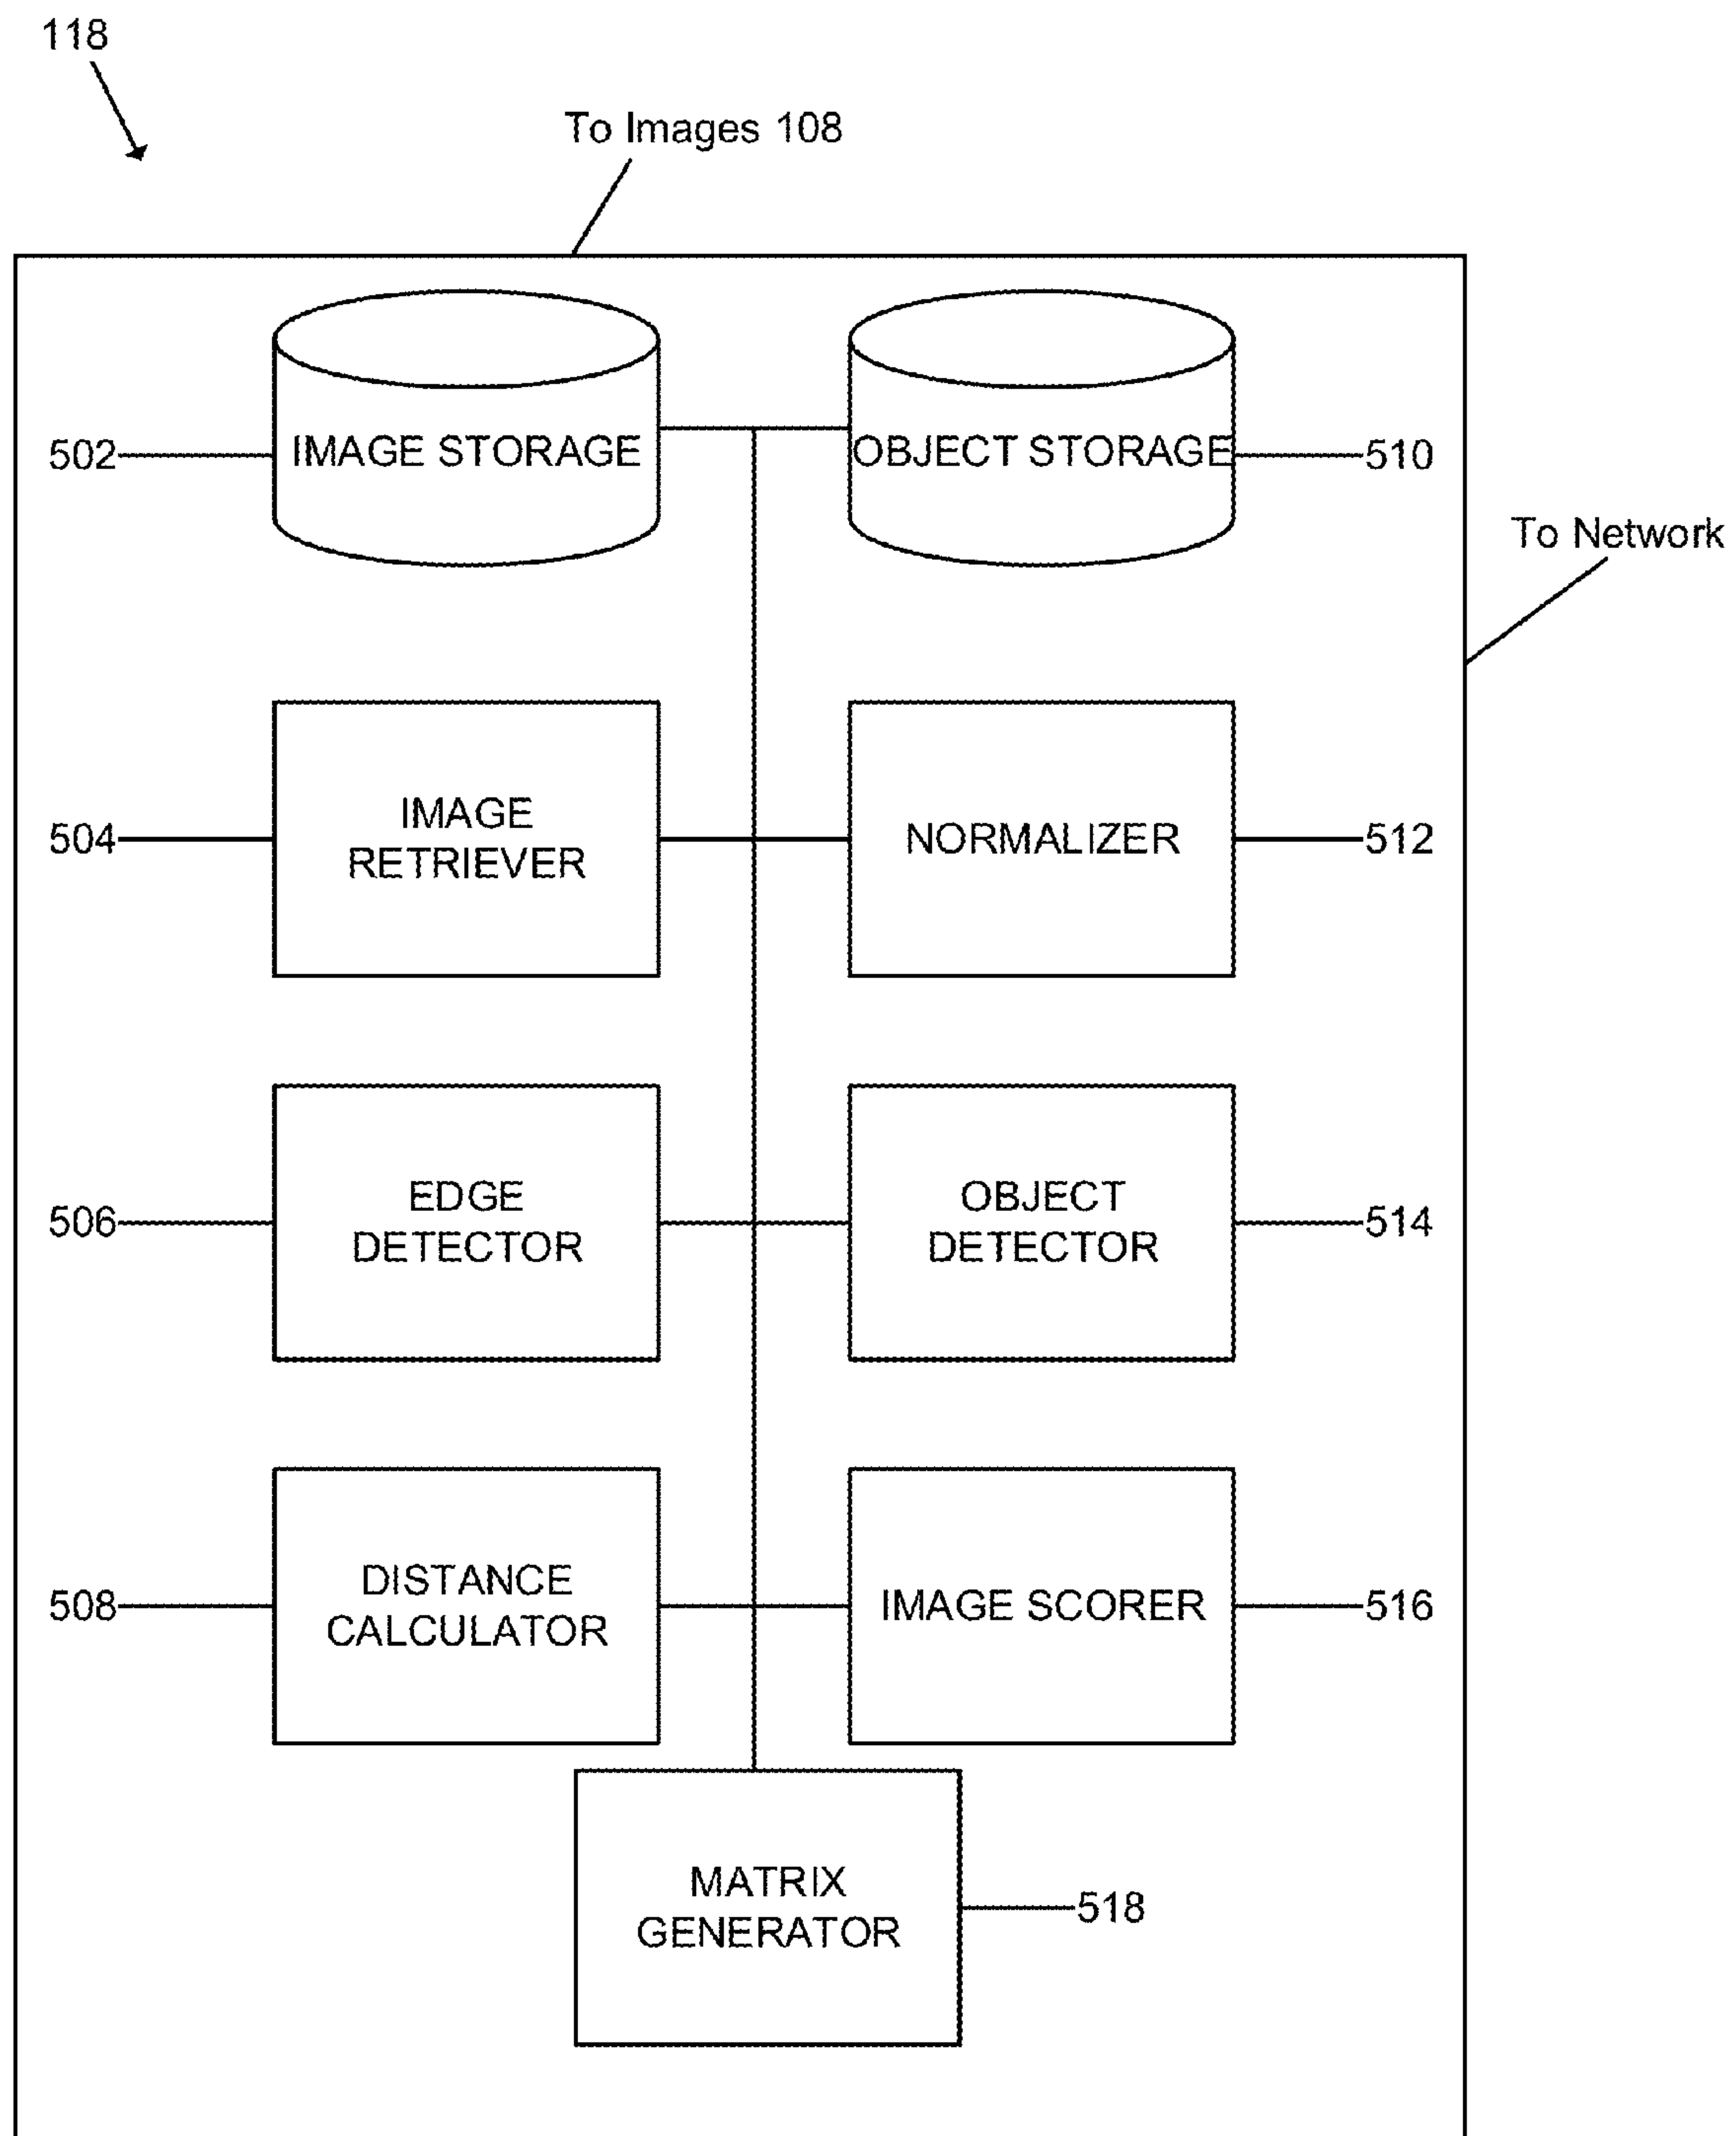 118
To Images 108
502
IMAGE STORAGE
OBJECT STORAGE
510
To Network
504
IMAGE
RETRIEVER
NORMALIZER
512
506
EDGE
DETECTOR
OBJECT
DETECTOR
514
508
DISTANCE
CALCULATOR
IMAGE SCORER
516
MATRIX
GENERATOR
518